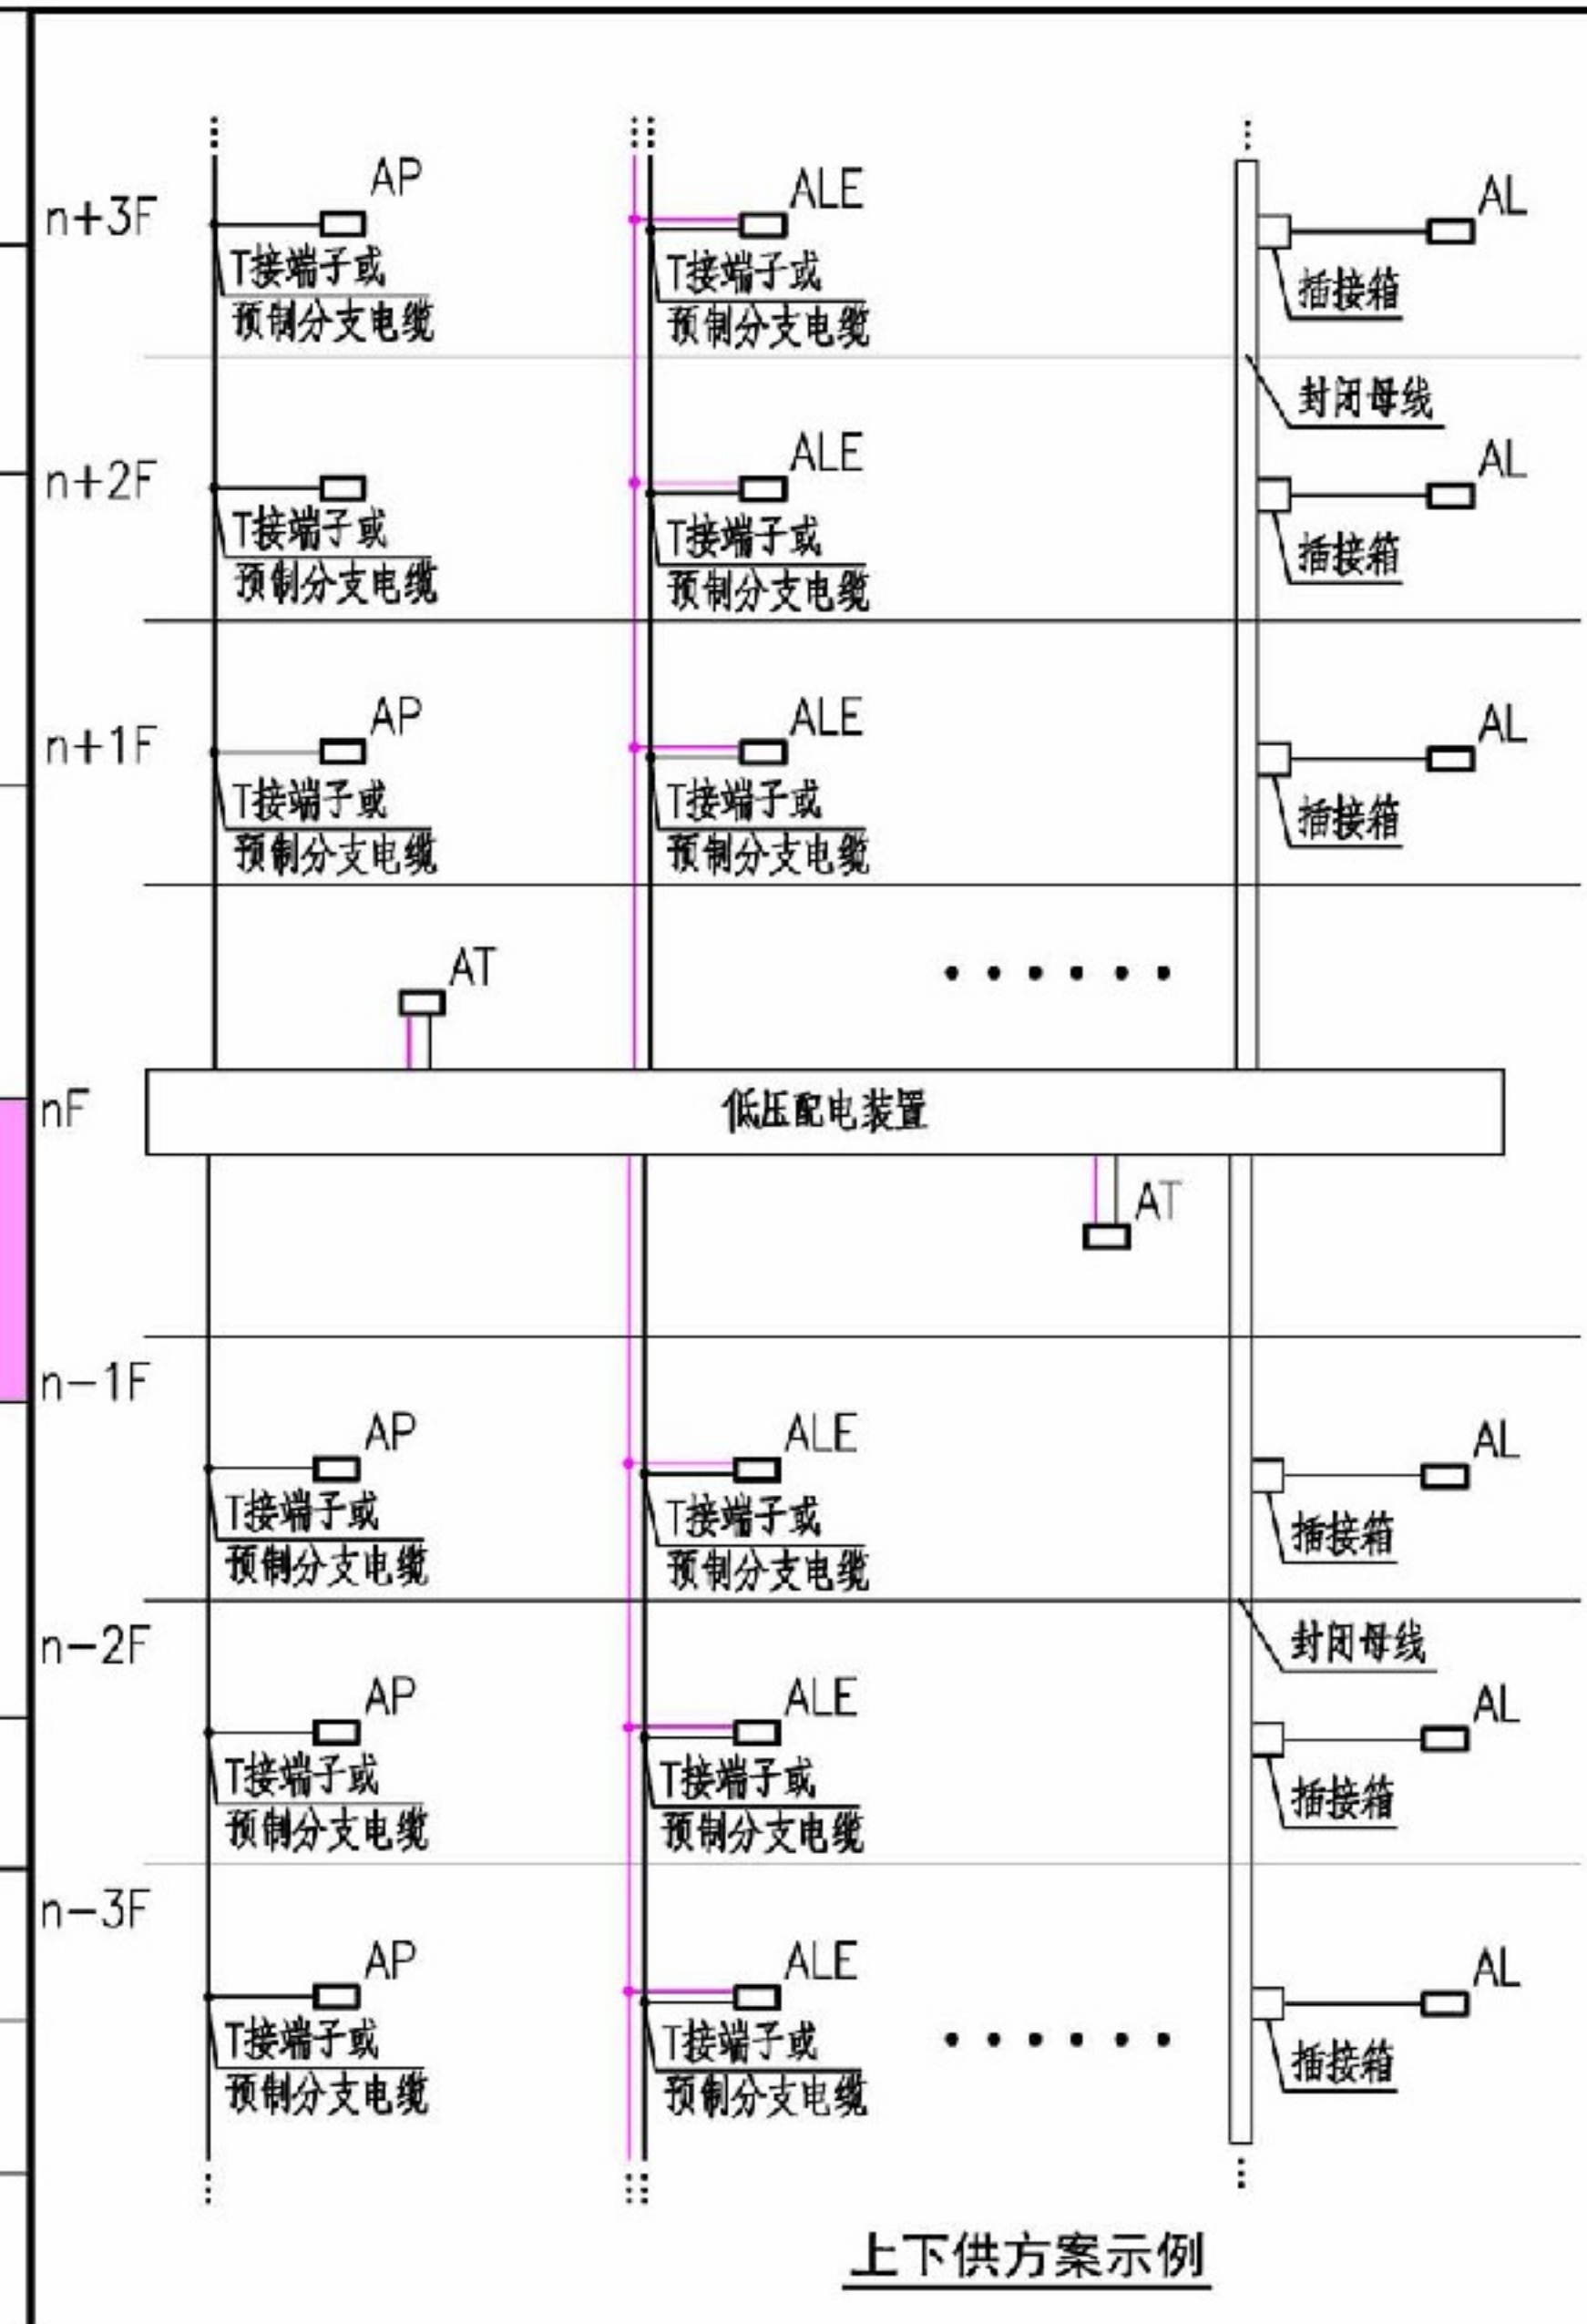 AP
ALE
AL
n+3F
T接端子或
预制分支电缆
T接端子或
预制分支电缆
插接箱
封闭母线
ALE
AL
n+2F
T接端子或
预制分支电缆
T接端子或
预制分支电缆
插接箱
AP
ALE
AL
n+1F
T接端子或
预制分支电缆
T接端子或
预制分支电缆
插接箱
AT
nF
低压配电装置
AT
n-1F
AP
ALE
AL
T接端子或
预制分支电缆
T接端子或
预制分支电缆
插接箱
n-2F
封闭母线
AP
ALE
AL
T接端子或
预制分支电缆
T接端子或
预制分支电缆
插接箱
n-3F
AP
ALE
AL
T接端子或
预制分支电缆
T接端子或
预制分支电缆
插接箱
上下供方案示例